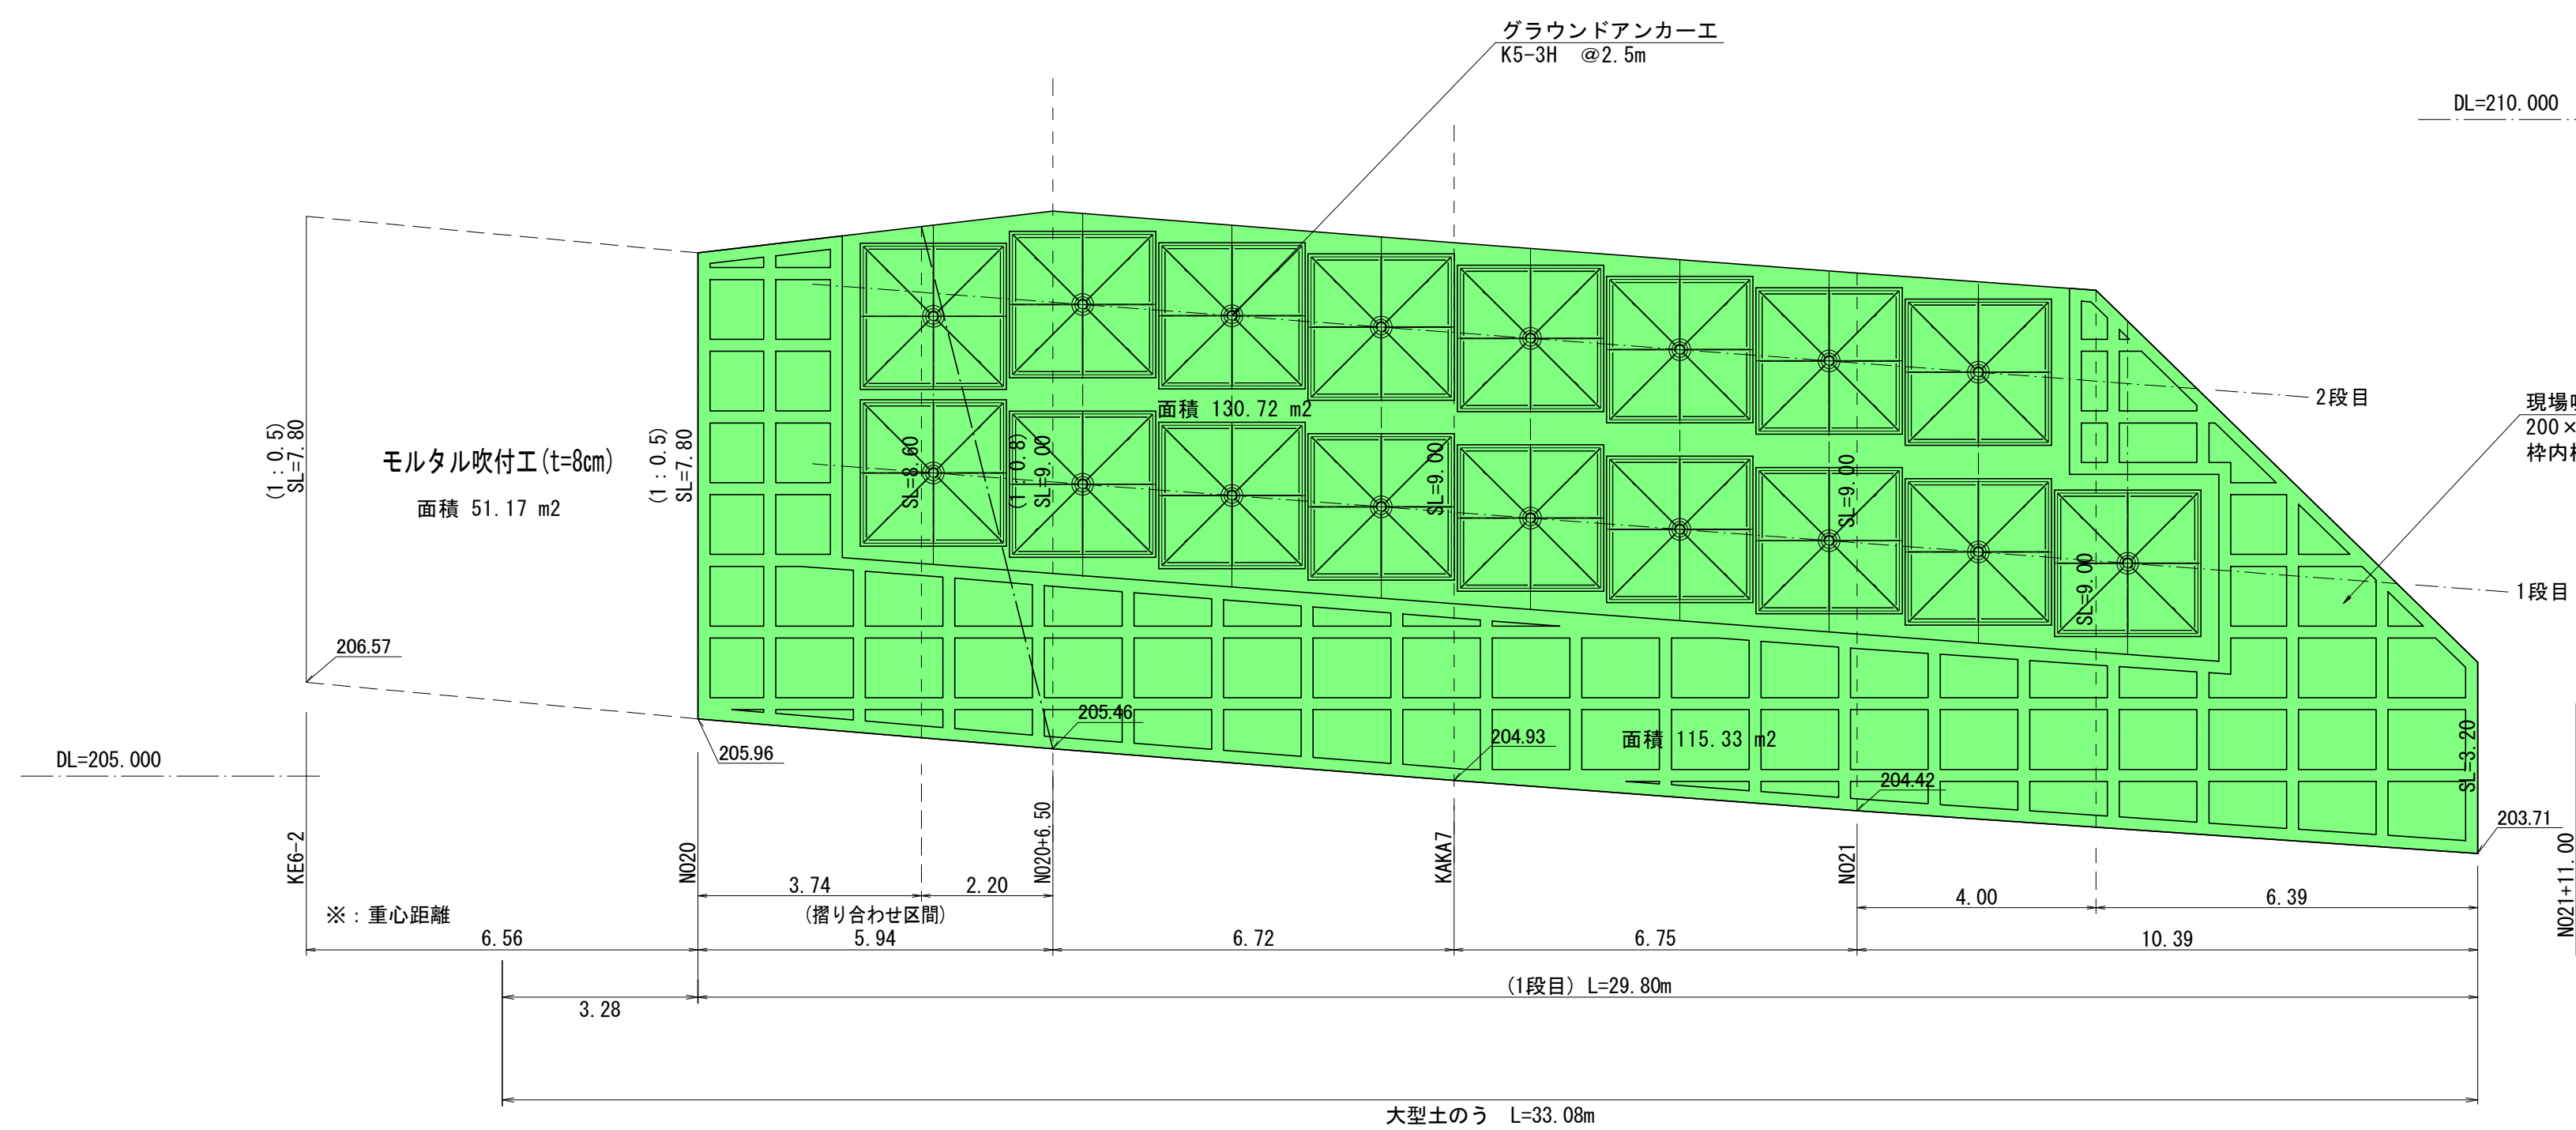 グラウンドアンカー工
K5-3H @2.5m
DL=210.000
(1:0.5)
SL=7.80
モルタル吹付工(t=8cm)
面積 51.17 m2
(1:0.5)
SL=7.80
面積 130.72 m2
SL=8.60
(1:0.8)
SL=9.00
SL=9.00
SL=9.00
SL=9.00
2段目
現場
200×
枠内
1段目
206.57
205.96
205.46
204.93
面積 115.33 m2
204.42
SL=3.20
203.71
DL=205.000
KE6-2
NO20
NO20+6.50
KAKA7
NO21
NO21+11.00
※:重心距離
3.74
2.20
(摺り合わせ区間)
4.00
6.39
6.56
5.94
6.72
6.75
10.39
3.28
(1段目) L=29.80m
大型土のう L=33.08m